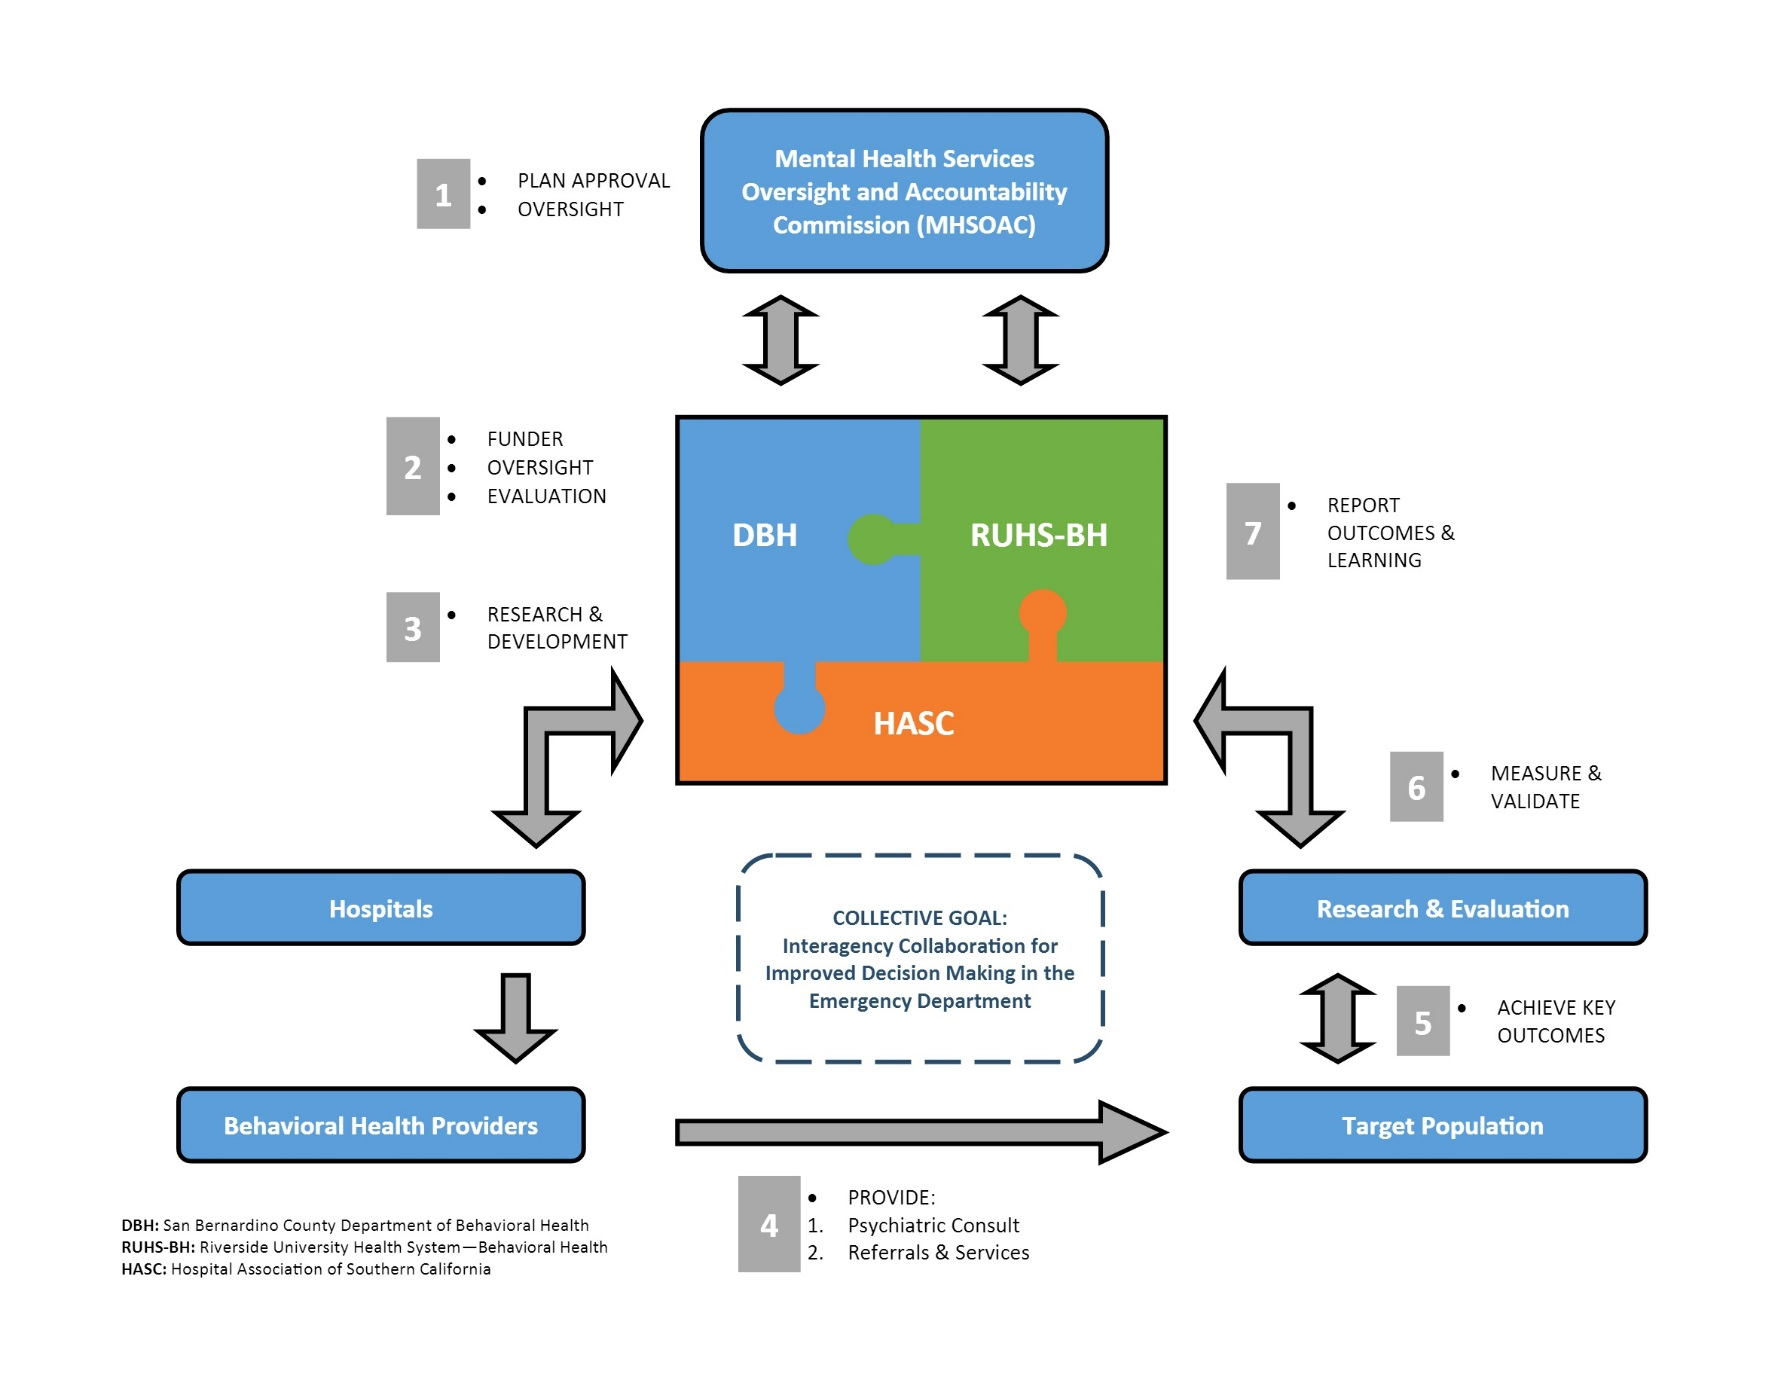 Mental Health Services
Oversight and Accountability
Commission (MHSOAC)
1
• PLAN APPROVAL
• OVERSIGHT
2
• FUNDER
• OVERSIGHT
• EVALUATION
3
• RESEARCH &
DEVELOPMENT
DBH
RUHS-BH
HASC
7
• REPORT
OUTCOMES &
LEARNING
6
• MEASURE &
VALIDATE
Hospitals
COLLECTIVE GOAL:
Interagency Collaboration for
Improved Decision Making in the
Emergency Department
Research & Evaluation
5
• ACHIEVE KEY
OUTCOMES
Behavioral Health Providers
Target Population
4
• PROVIDE:
1. Psychiatric Consult
2. Referrals & Services
DBH: San Bernardino County Department of Behavioral Health
RUHS-BH: Riverside University Health System—Behavioral Health
HASC: Hospital Association of Southern California